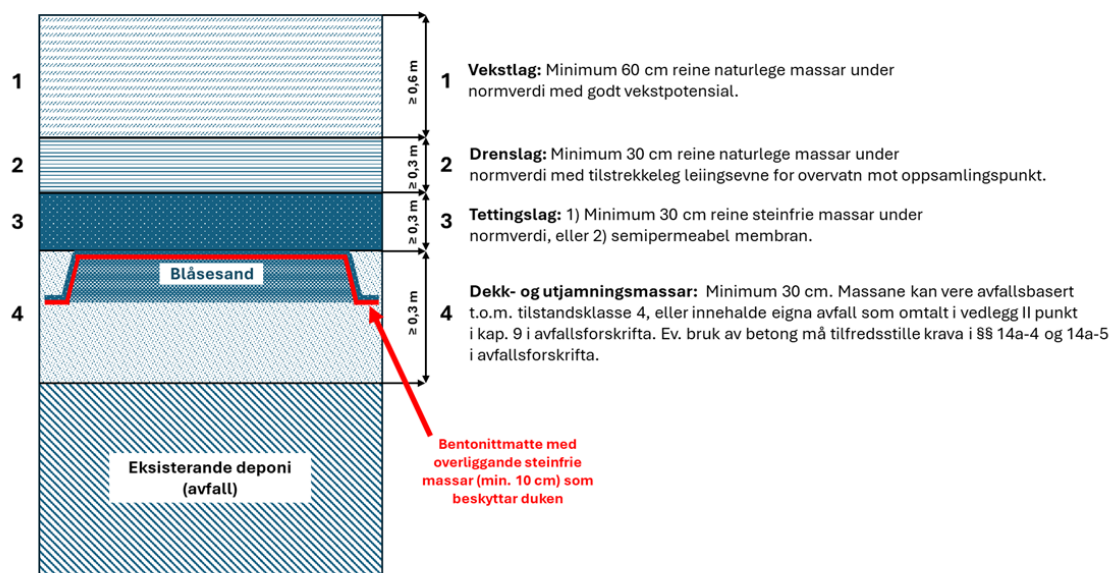 1
≥ 0,6 m
1
Vekstlag: Minimum 60 cm reine naturlege massar under
normverdi med godt vekstpotensial.
2
≥ 0,3 m
2
Drenslag: Minimum 30 cm reine naturlege massar under
normverdi med tilstrekkeleg leiingsevne for overvatn mot oppsamlingspunkt.
3
≥ 0,3 m
3
Tettingslag: 1) Minimum 30 cm reine steinfrie massar under
normverdi, eller 2) semipermeabel membran.
Blåsesand
4
≥ 0,3 m
4
Dekk- og utjamningsmassar: Minimum 30 cm. Massane kan vere avfallsbasert
t.o.m. tilstandsklasse 4, eller innehalde eigna avfall som omtalt i vedlegg II punkt
i kap. 9 i avfallsforskrifta. Ev. bruk av betong må tilfredsstille krava i §§ 14a-4 og 14a-5
i avfallsforskrifta.
Eksisterande deponi
(avfall)
Bentonittmatte med
overliggande steinfrie
massar (min. 10 cm) som
beskyttar duken